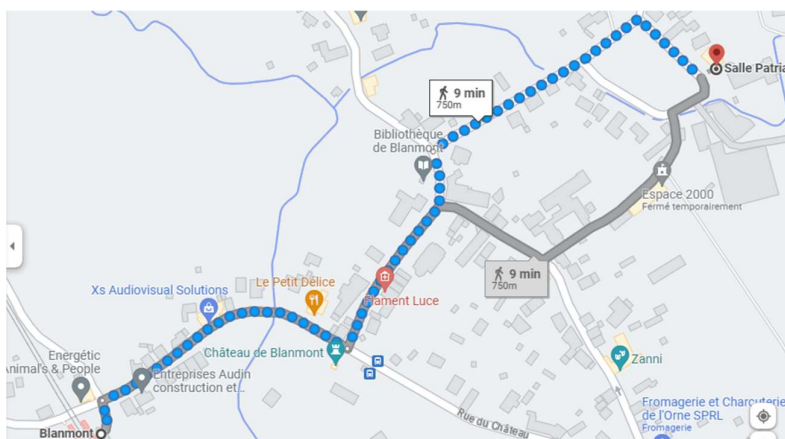 Salle Patria
9 min
750m
Bibliothèque
de Blanmont
Espace 2000
Fermé temporairement
9 min
750m
Flament Luce
Xs Audiovisual Solutions
Le Petit Délice
Château de Blanmont
Zanni
Energétic
Animal's & People
Entreprises Audin
construction et...
Rue du Château
Fromagerie et Charcuterie
de l'Orne SPRL
Fromagerie
Blanmont